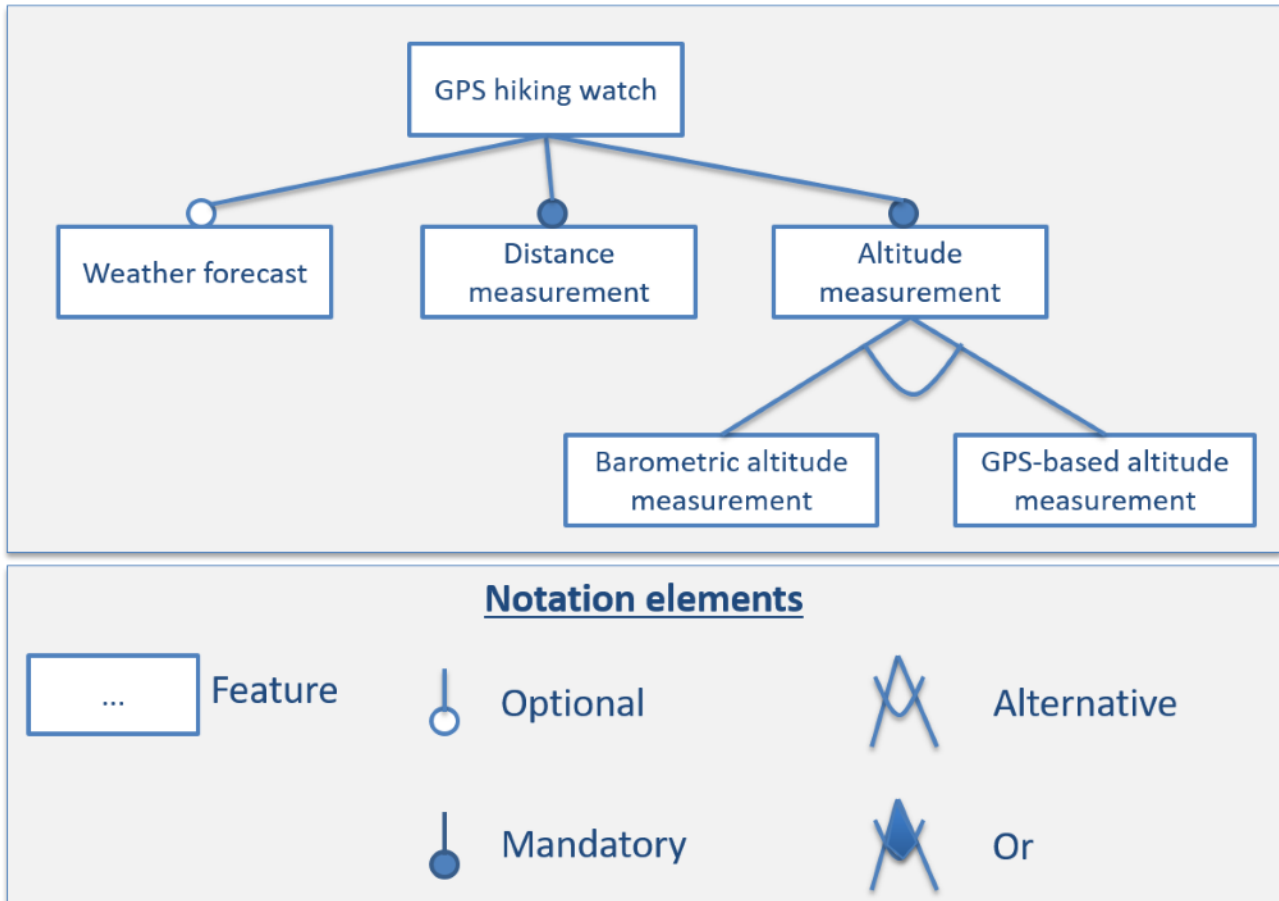 GPS hiking watch
Weather forecast
Distance
measurement
Altitude
measurement
Barometric altitude
measurement
GPS-based altitude
measurement
Notation elements
...
Feature
Optional
Alternative
Mandatory
Or